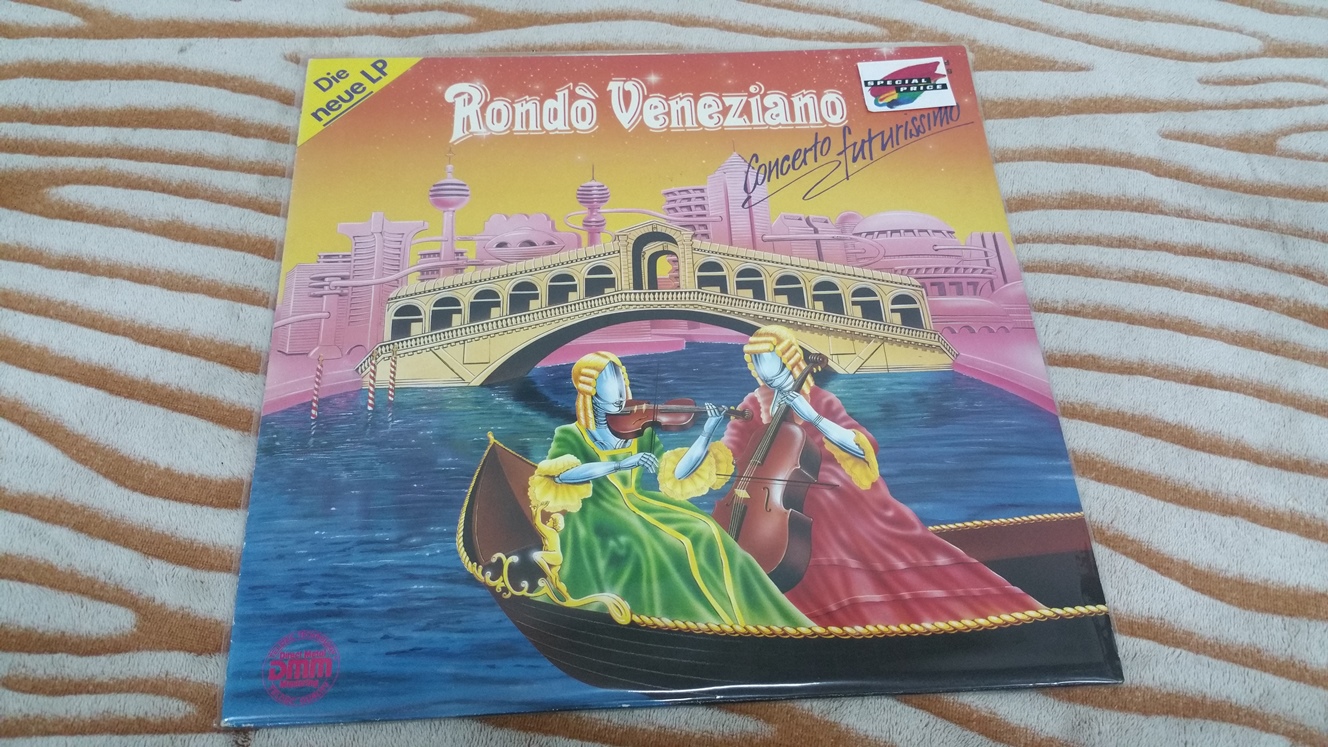 Die
neue LP
Rondò Veneziano
SPECIAL
PRICE
Concerto futurissimo
DMM